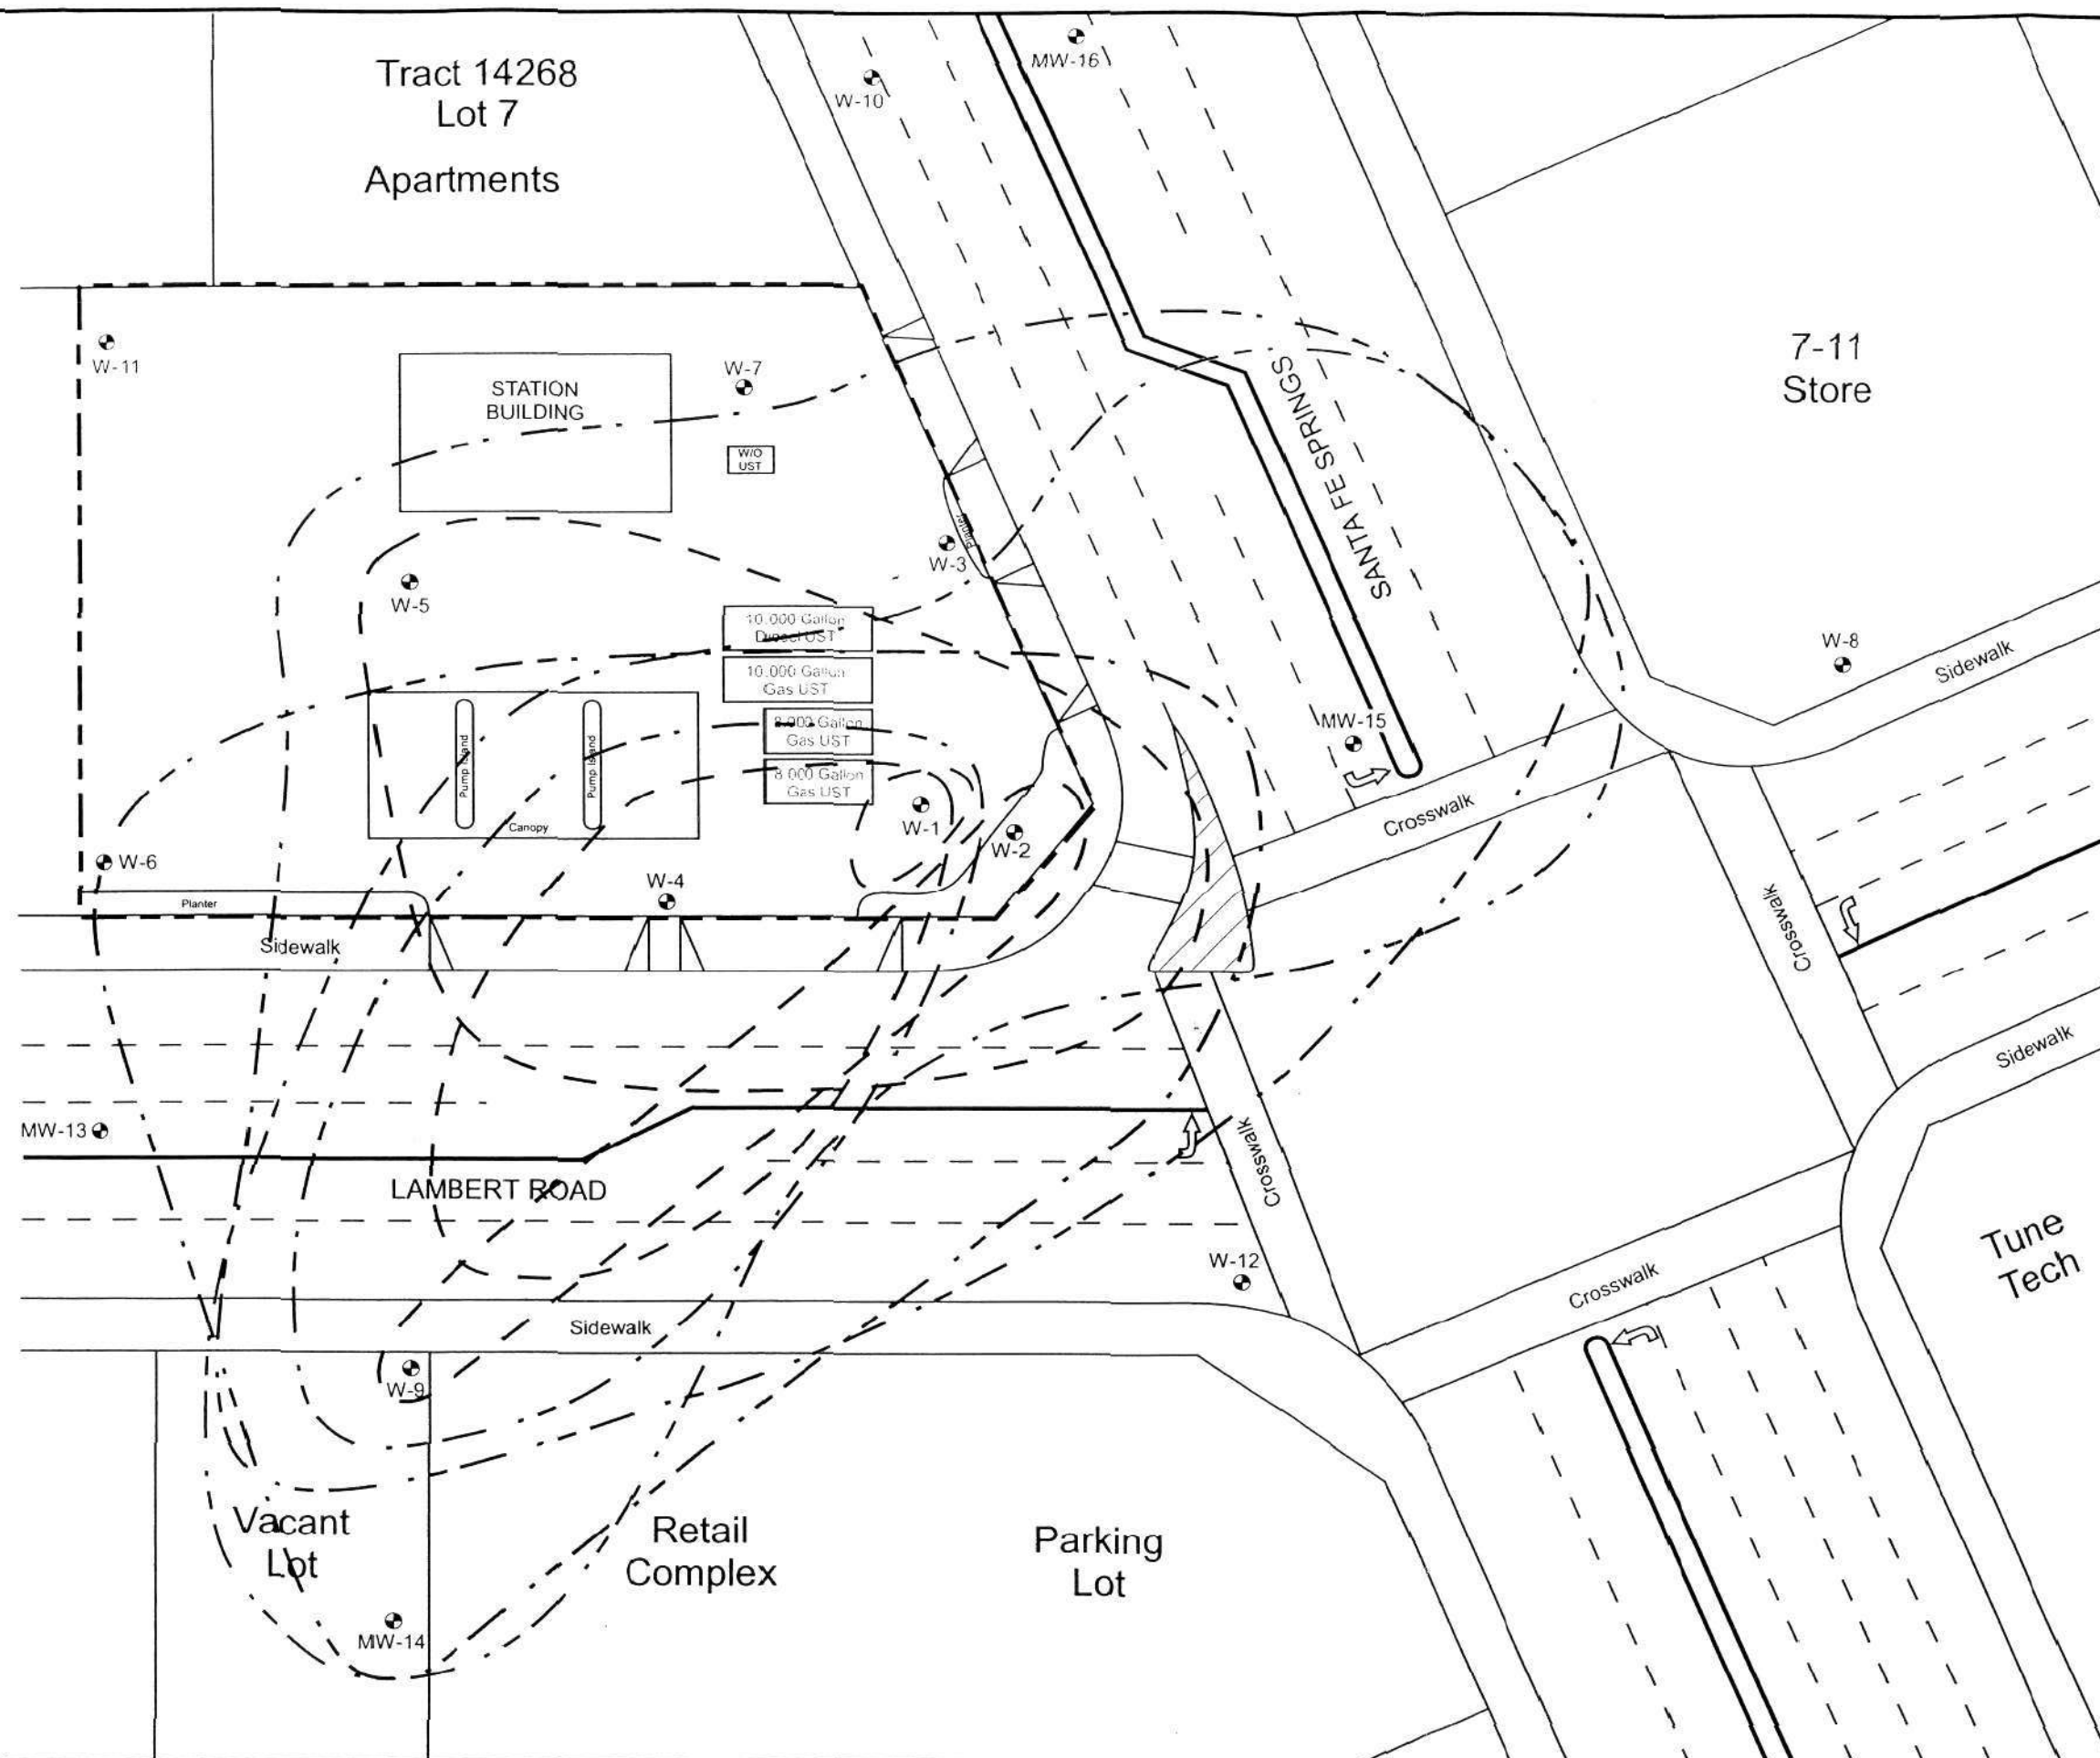 Tract 14268
Lot 7
Apartments
W-10
MW-16
W-11
STATION
BUILDING
W-7
W/O
UST
7-11
Store
SANTA FE SPRINGS
Planter
W-3
W-5
10,000 Gallon
Diesel UST
10,000 Gallon
Gas UST
8,000 Gallon
Gas UST
8,000 Gallon
Gas UST
W-8
Sidewalk
MW-15
Pump Island
Pump Island
Canopy
W-1
W-2
Crosswalk
W-6
W-4
Planter
Sidewalk
Crosswalk
Sidewalk
MW-13
LAMBERT ROAD
Crosswalk
W-12
Tune
Tech
Crosswalk
Sidewalk
W-9
Vacant
Lot
Retail
Complex
Parking
Lot
MW-14